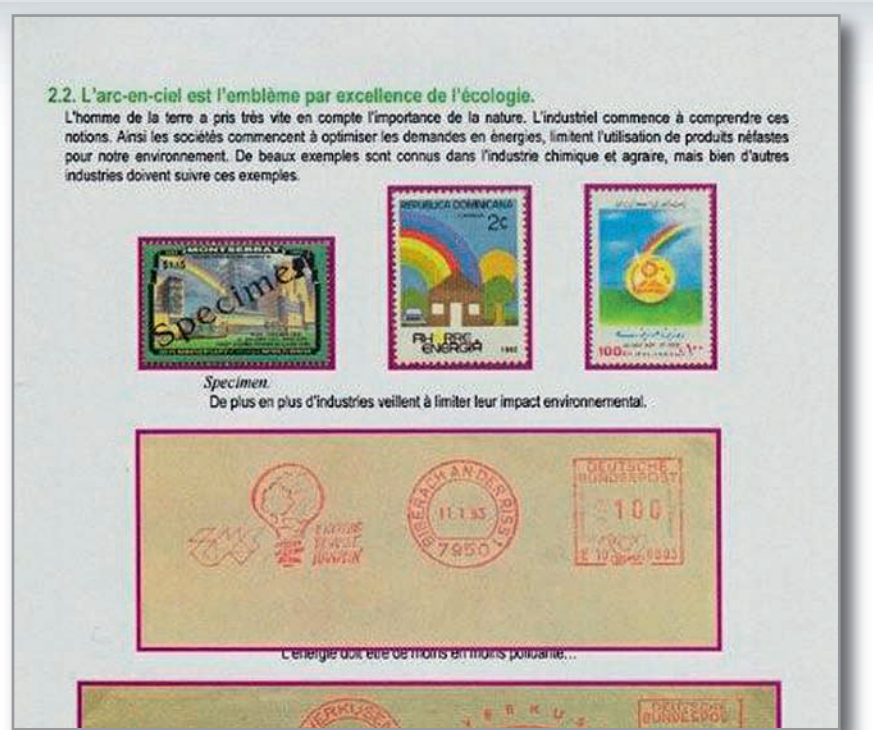 2.2. L'arc-en-ciel est l'emblème par excellence de l'écologie.
L'homme de la terre a pris très vite en compte l'importance de la nature. L'industriel commence à comprendre ces
notions. Ainsi les sociétés commencent à optimiser les demandes en énergies, limitent l'utilisation de produits néfastes
pour notre environnement. De beaux exemples sont connus dans l'industrie chimique et agraire, mais bien d'autres
industries doivent suivre ces exemples.
MONTSERRAT
Specimen
REPUBLICA DOMINICANA
2¢
AHORRE
ENERGIA
100
Specimen.
De plus en plus d'industries veillent à limiter leur impact environnemental.
BIBERACH AN DER RISS 1
11.1.93
7950
DEUTSCHE
BUNDESPOST
100
L'énergie doit être de moins en moins polluante...
DEUTSCHE
BUNDESPOST